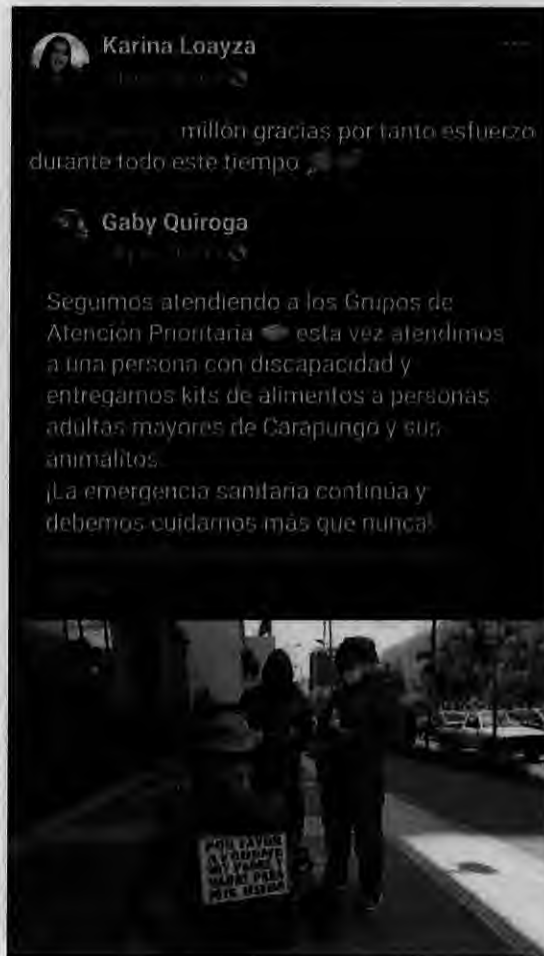 Karina Loayza
millón gracias por tanto esfuerzo
durante todo este tiempo
Gaby Quiroga
Seguimos atendiendo a los Grupos de
Atención Prioritaria esta vez atendimos
a una persona con discapacidad y
entregamos kits de alimentos a personas
adultas mayores de Carapungo y sus
animalitos
¡La emergencia sanitaria continúa y
debemos cuidarnos más que nunca!
POR FAVOR